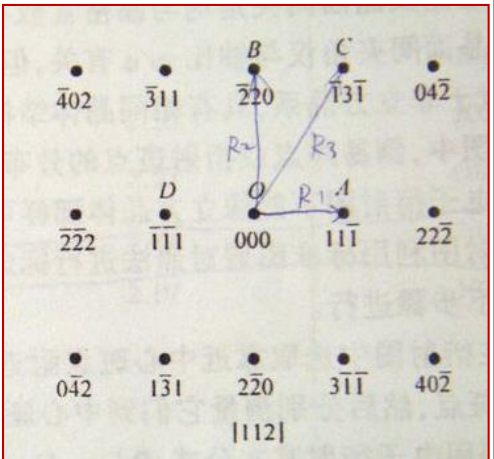 B C
4̄02 3̄11 2̄20 1̄31̄ 042̄
R2 R3
D O R1 A
2̄2̄2 1̄1̄1 000 111̄ 222̄
04̄2 13̄1 22̄0 31̄1̄ 402̄
|112|